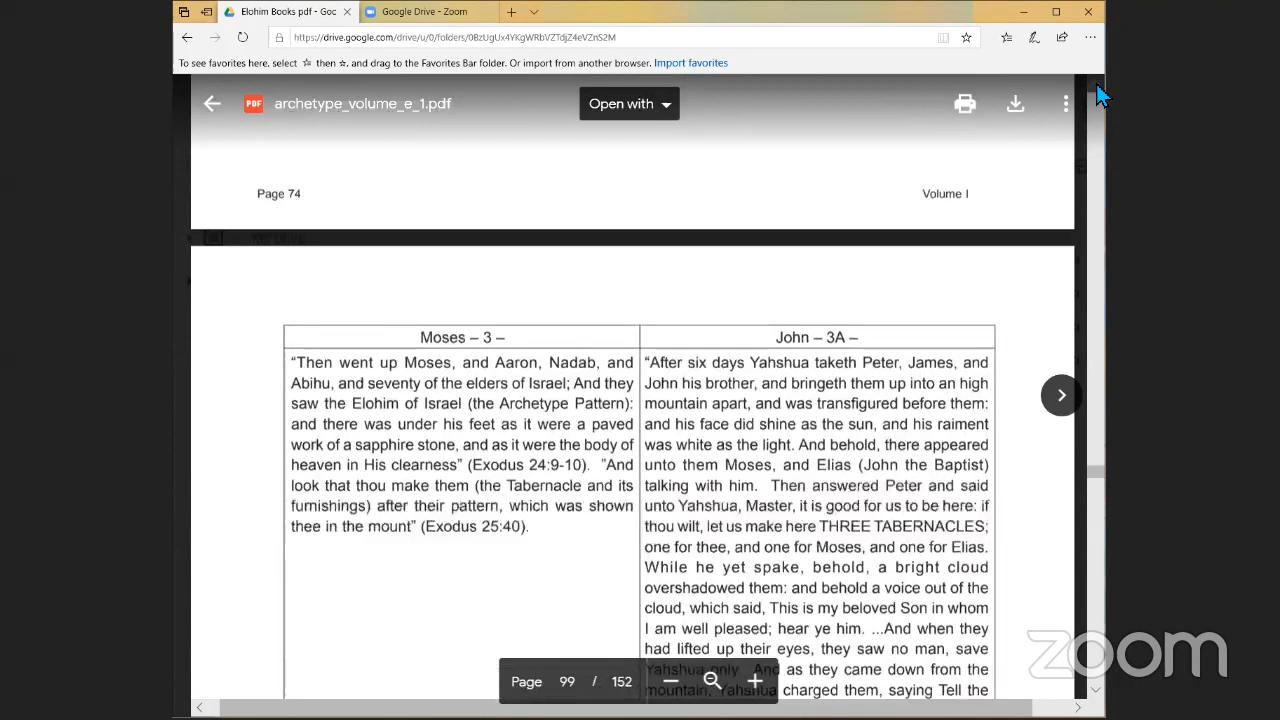 Elohim Books pdf - Goo
Google Drive - Zoom
https://drive.google.com/drive/u/0/folders/0BzUgUx4YKgWRbVZTdjZ4eVZnS2M
To see favorites here, select ☆ then ☆, and drag to the Favorites Bar folder. Or import from another browser. Import favorites
PDF archetype_volume_e_1.pdf
Open with
Page 74
Volume I
Moses – 3 –
“Then went up Moses, and Aaron, Nadab, and
Abihu, and seventy of the elders of Israel; And they
saw the Elohim of Israel (the Archetype Pattern):
and there was under his feet as it were a paved
work of a sapphire stone, and as it were the body of
heaven in His clearness” (Exodus 24:9-10). “And
look that thou make them (the Tabernacle and its
furnishings) after their pattern, which was shown
thee in the mount” (Exodus 25:40).
John – 3A –
“After six days Yahshua taketh Peter, James, and
John his brother, and bringeth them up into an high
mountain apart, and was transfigured before them:
and his face did shine as the sun, and his raiment
was white as the light. And behold, there appeared
unto them Moses, and Elias (John the Baptist)
talking with him. Then answered Peter and said
unto Yahshua, Master, it is good for us to be here: if
thou wilt, let us make here THREE TABERNACLES;
one for thee, and one for Moses, and one for Elias.
While he yet spake, behold, a bright cloud
overshadowed them: and behold a voice out of the
cloud, which said, This is my beloved Son in whom
I am well pleased; hear ye him. ...And when they
had lifted up their eyes, they saw no man, save
Yahshua only. And as they came down from the
mountain, Yahshua charged them, saying Tell the
Page 99 / 152
zoom